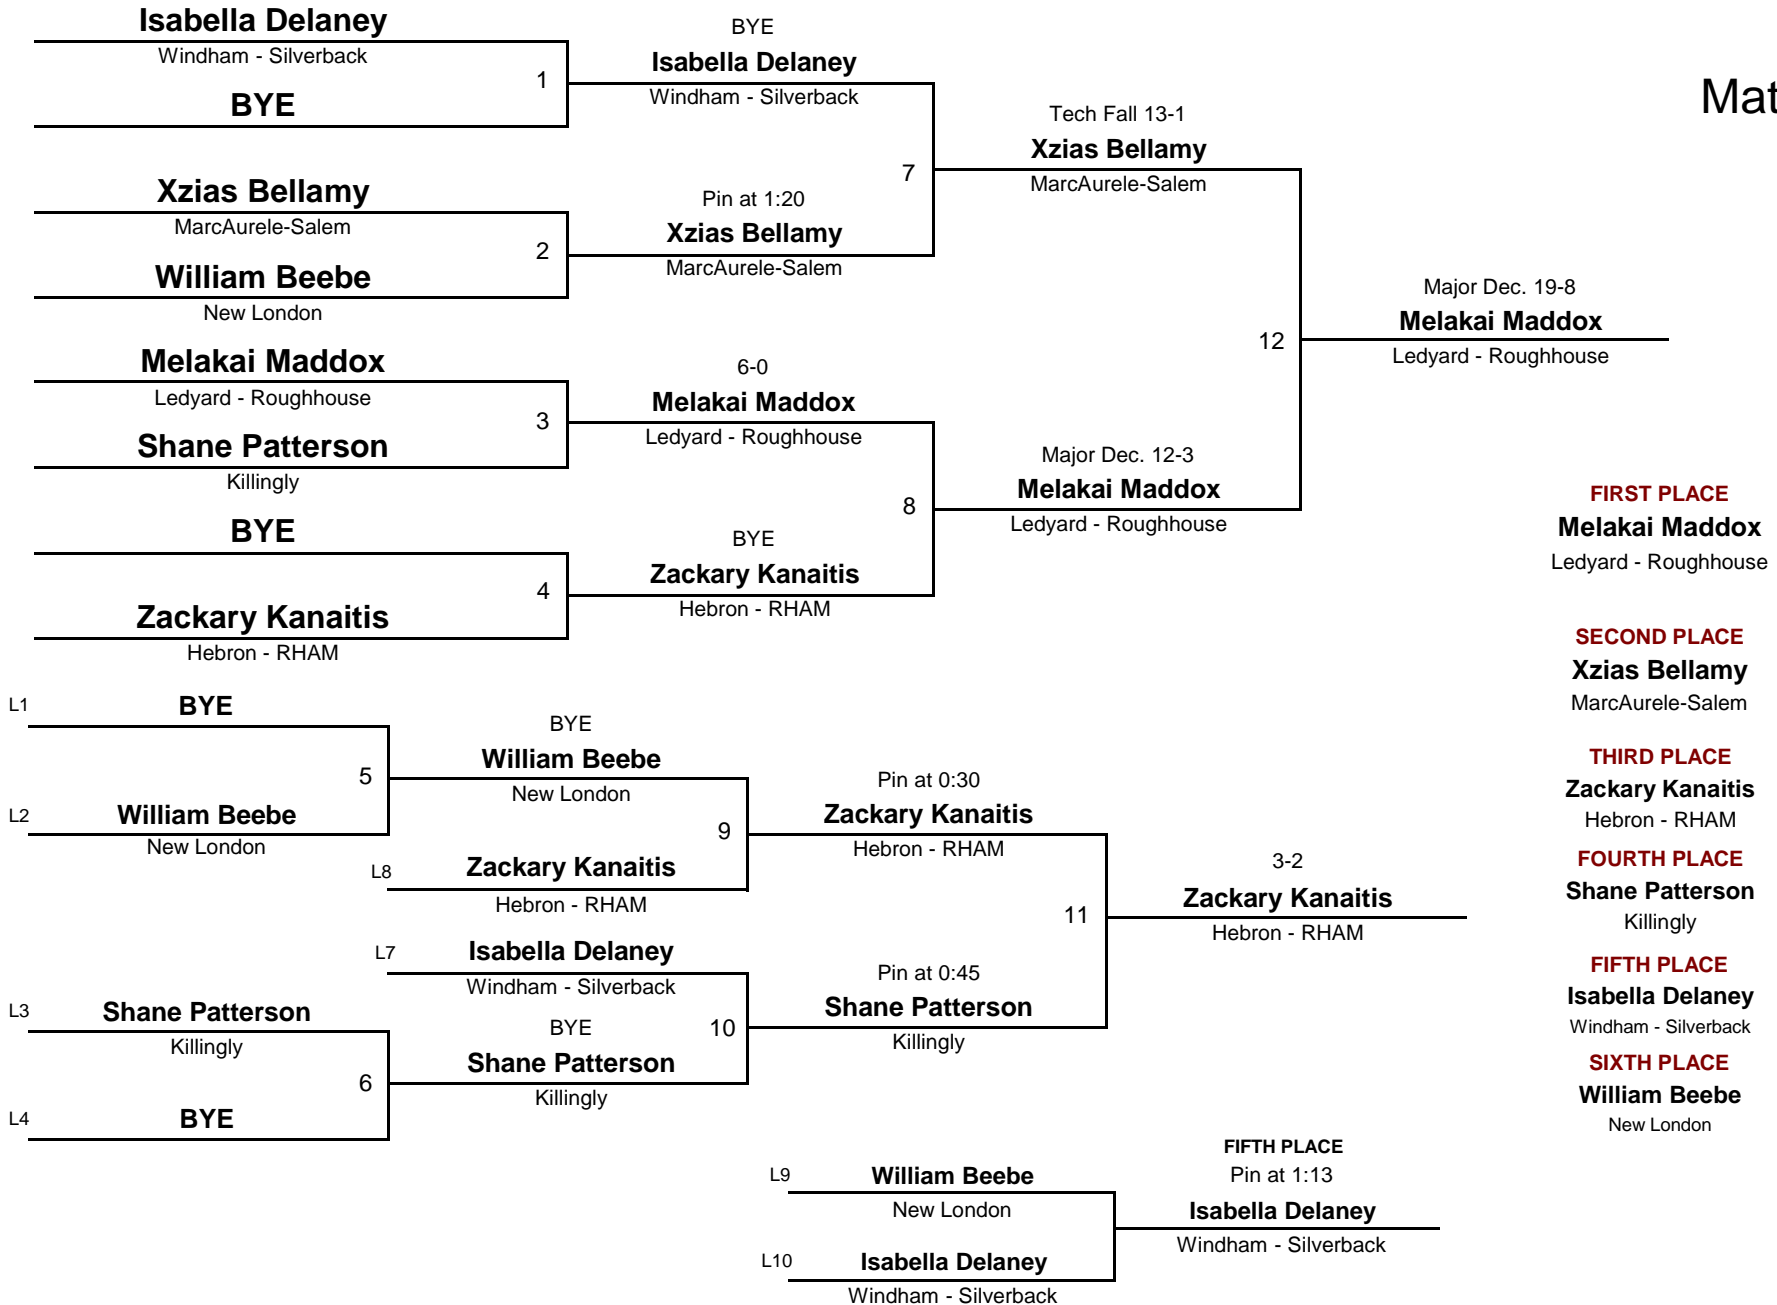 Isabella Delaney
Windham - Silverback
1
BYE
BYE
Isabella Delaney
Windham - Silverback
Mat
Xzias Bellamy
MarcAurele-Salem
2
William Beebe
New London
Pin at 1:20
Xzias Bellamy
MarcAurele-Salem
7
Tech Fall 13-1
Xzias Bellamy
MarcAurele-Salem
Melakai Maddox
Ledyard - Roughhouse
3
Shane Patterson
Killingly
6-0
Melakai Maddox
Ledyard - Roughhouse
BYE
4
Zackary Kanaitis
Hebron - RHAM
BYE
Zackary Kanaitis
Hebron - RHAM
8
Major Dec. 12-3
Melakai Maddox
Ledyard - Roughhouse
12
Major Dec. 19-8
Melakai Maddox
Ledyard - Roughhouse
FIRST PLACE
Melakai Maddox
Ledyard - Roughhouse
SECOND PLACE
Xzias Bellamy
MarcAurele-Salem
THIRD PLACE
Zackary Kanaitis
Hebron - RHAM
FOURTH PLACE
Shane Patterson
Killingly
FIFTH PLACE
Isabella Delaney
Windham - Silverback
SIXTH PLACE
William Beebe
New London
L1
BYE
5
L2
William Beebe
New London
BYE
William Beebe
New London
9
L8
Zackary Kanaitis
Hebron - RHAM
Pin at 0:30
Zackary Kanaitis
Hebron - RHAM
L7
Isabella Delaney
Windham - Silverback
L3
Shane Patterson
Killingly
6
L4
BYE
BYE
Shane Patterson
Killingly
10
Pin at 0:45
Shane Patterson
Killingly
11
3-2
Zackary Kanaitis
Hebron - RHAM
L9
William Beebe
New London
L10
Isabella Delaney
Windham - Silverback
FIFTH PLACE
Pin at 1:13
Isabella Delaney
Windham - Silverback